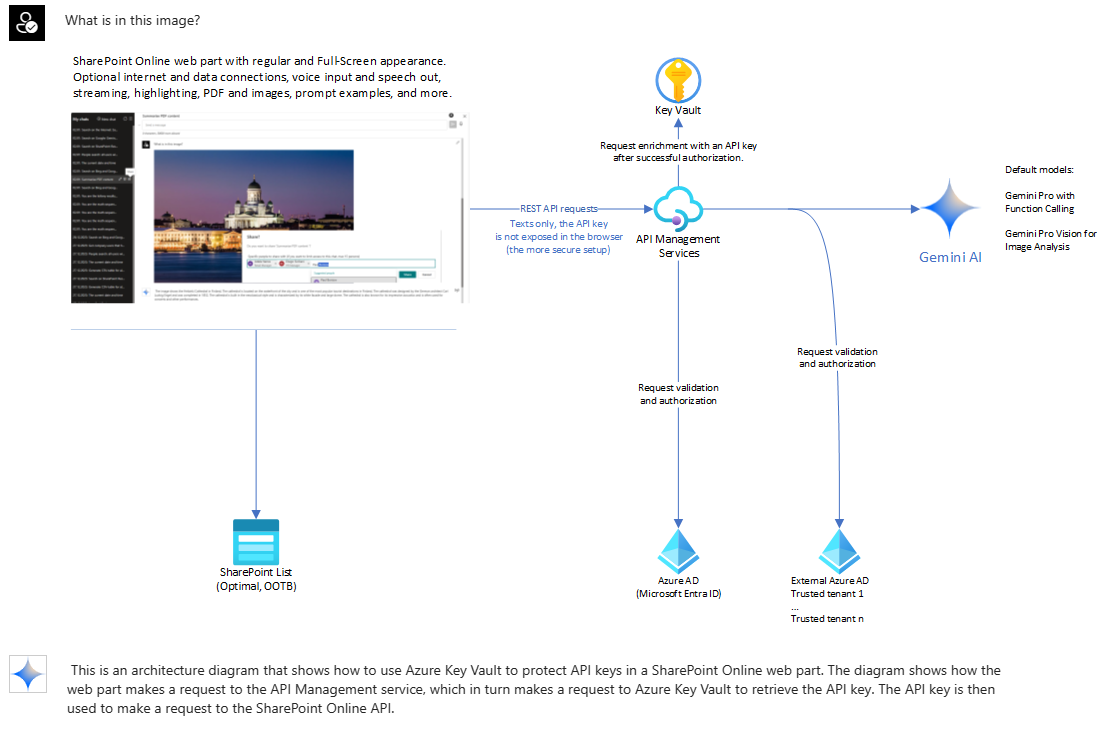 What is in this image?
SharePoint Online web part with regular and Full-Screen appearance.
Optional internet and data connections, voice input and speech out,
streaming, highlighting, PDF and images, prompt examples, and more.
Key Vault
Request enrichment with an API key
after successful authorization.
REST API requests
Texts only, the API key
is not exposed in the browser
(the more secure setup)
API Management
Services
Gemini AI
Default models:
Gemini Pro with
Function Calling
Gemini Pro Vision for
Image Analysis
Request validation
and authorization
Request validation
and authorization
SharePoint List
(Optimal, OOTB)
Azure AD
(Microsoft Entra ID)
External Azure AD
Trusted tenant 1
...
Trusted tenant n
This is an architecture diagram that shows how to use Azure Key Vault to protect API keys in a SharePoint Online web part. The diagram shows how the
web part makes a request to the API Management service, which in turn makes a request to Azure Key Vault to retrieve the API key. The API key is then
used to make a request to the SharePoint Online API.